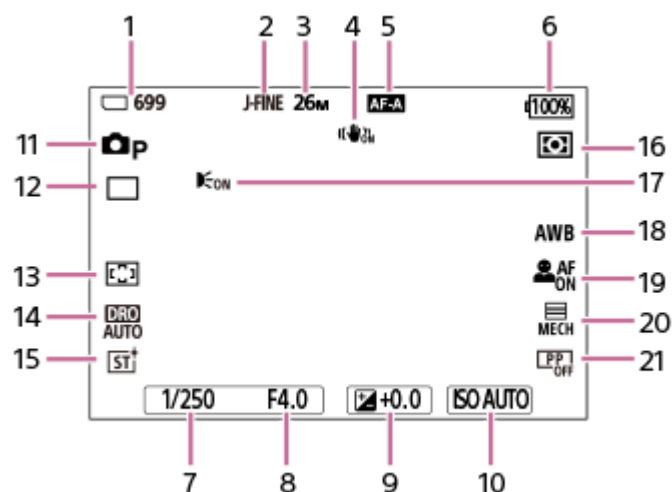 1 2 3 4 5 6
699 J-FINE 26M AF-A 100%
ON
11 P 16
12 ON 17
AWB 18
13 AF ON 19
14 DRO AUTO MECH 20
15 ST PP OFF 21
1/250 F4.0 +0.0 ISO AUTO
7 8 9 10